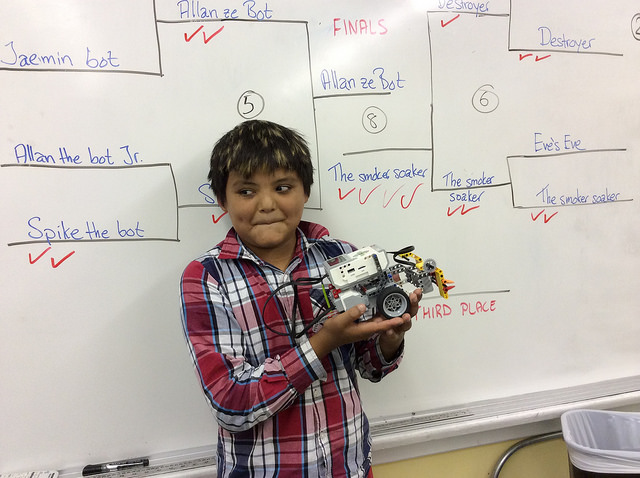 Allan ze Bot
FINALS
Destroyer
Jaemin bot
Destroyer
Allan ze Bot
5
8
6
Allan the bot Jr.
Eve's Eve
The smoker soaker
The smoker
soaker
The smoker soaker
S
Spike the bot
THIRD PLACE